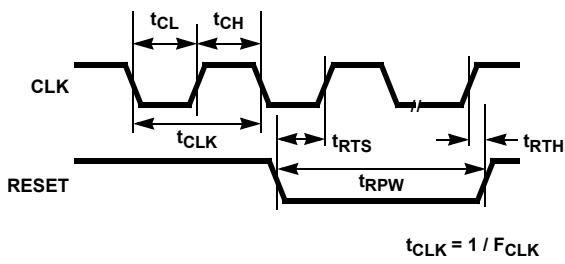 tCL tCH
CLK
tCLK
tRTS
tRTH
tRPW
RESET
tCLK = 1 / FCLK